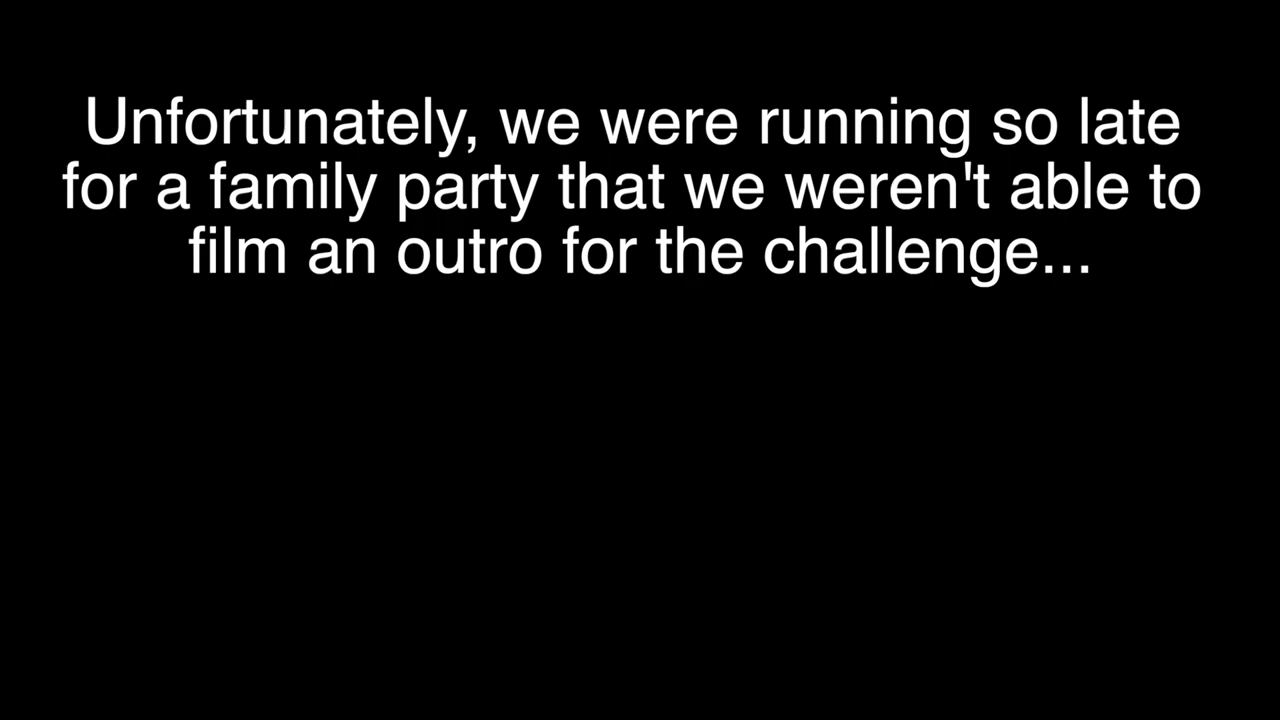 Unfortunately, we were running so late
for a family party that we weren't able to
film an outro for the challenge...